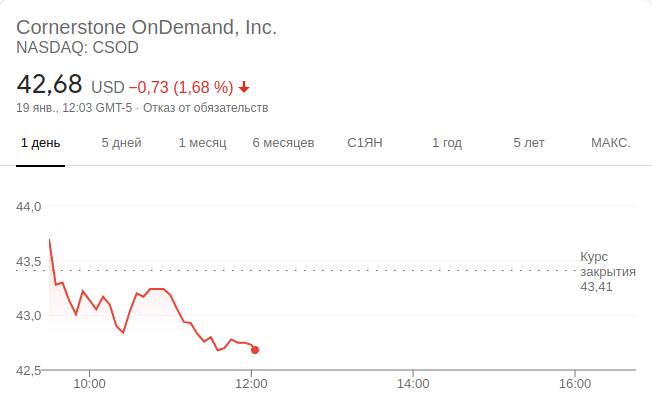 Cornerstone OnDemand, Inc.
NASDAQ: CSOD
42,68 USD −0,73 (1,68 %)
19 янв., 12:03 GMT-5 · Отказ от обязательств
1 день 5 дней 1 месяц 6 месяцев С1ЯН 1 год 5 лет МАКС.
44,0
43,5
43,0
42,5
Курс
закрытия
43,41
10:00 12:00 14:00 16:00